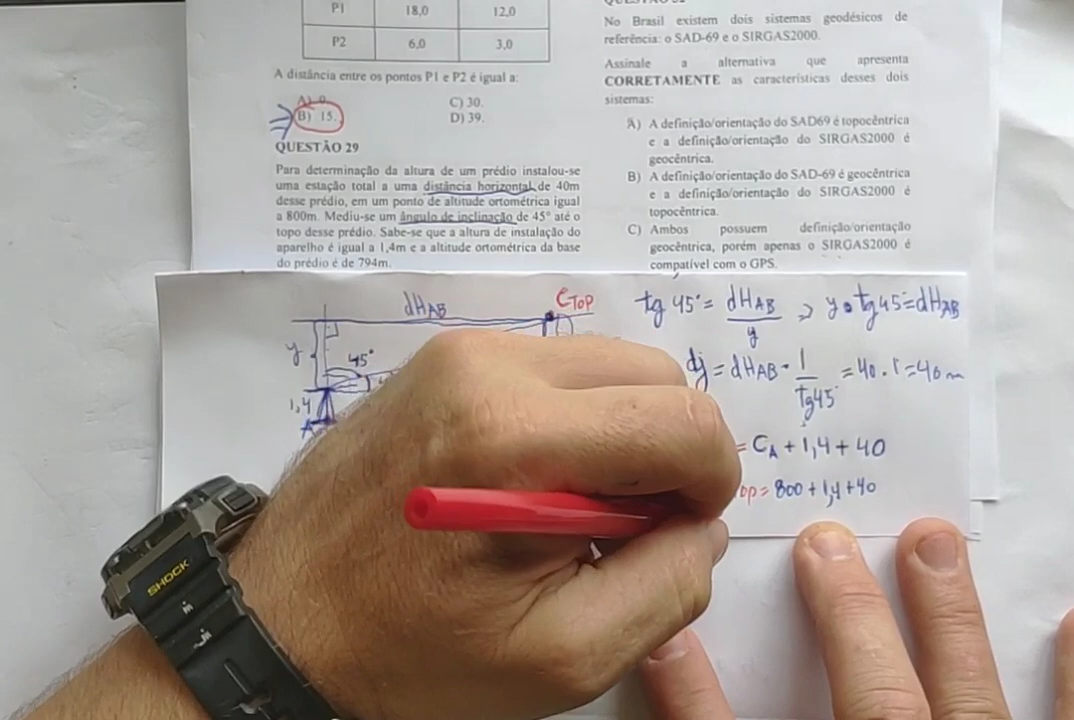 P1 18,0 12,0
P2 6,0 3,0
A distância entre os pontos P1 e P2 é igual a:
A) 9.
B) 15.
C) 30.
D) 39.
QUESTÃO 29
Para determinação da altura de um prédio instalou-se
uma estação total a uma distância horizontal de 40m
desse prédio, em um ponto de altitude ortométrica igual
a 800m. Mediu-se um ângulo de inclinação de 45° até o
topo desse prédio. Sabe-se que a altura de instalação do
aparelho é igual a 1,4m e a altitude ortométrica da base
do prédio é de 794m.
No Brasil existem dois sistemas geodésicos de
referência: o SAD-69 e o SIRGAS2000.
Assinale a alternativa que apresenta
CORRETAMENTE as características desses dois
sistemas:
A) A definição/orientação do SAD69 é topocêntrica
e a definição/orientação do SIRGAS2000 é
geocêntrica.
B) A definição/orientação do SAD-69 é geocêntrica
e a definição/orientação do SIRGAS2000 é
topocêntrica.
C) Ambos possuem definição/orientação
geocêntrica, porém apenas o SIRGAS2000 é
compatível com o GPS.
dHAB
CTOP
y
45°
1,4
A
tg 45° = dHAB / y => y • tg 45° = dHAB
= dHAB • 1 / tg45° = 40 . 1 = 40 m
= CA + 1,4 + 40
op = 800 + 1,4 + 40
SHOCK